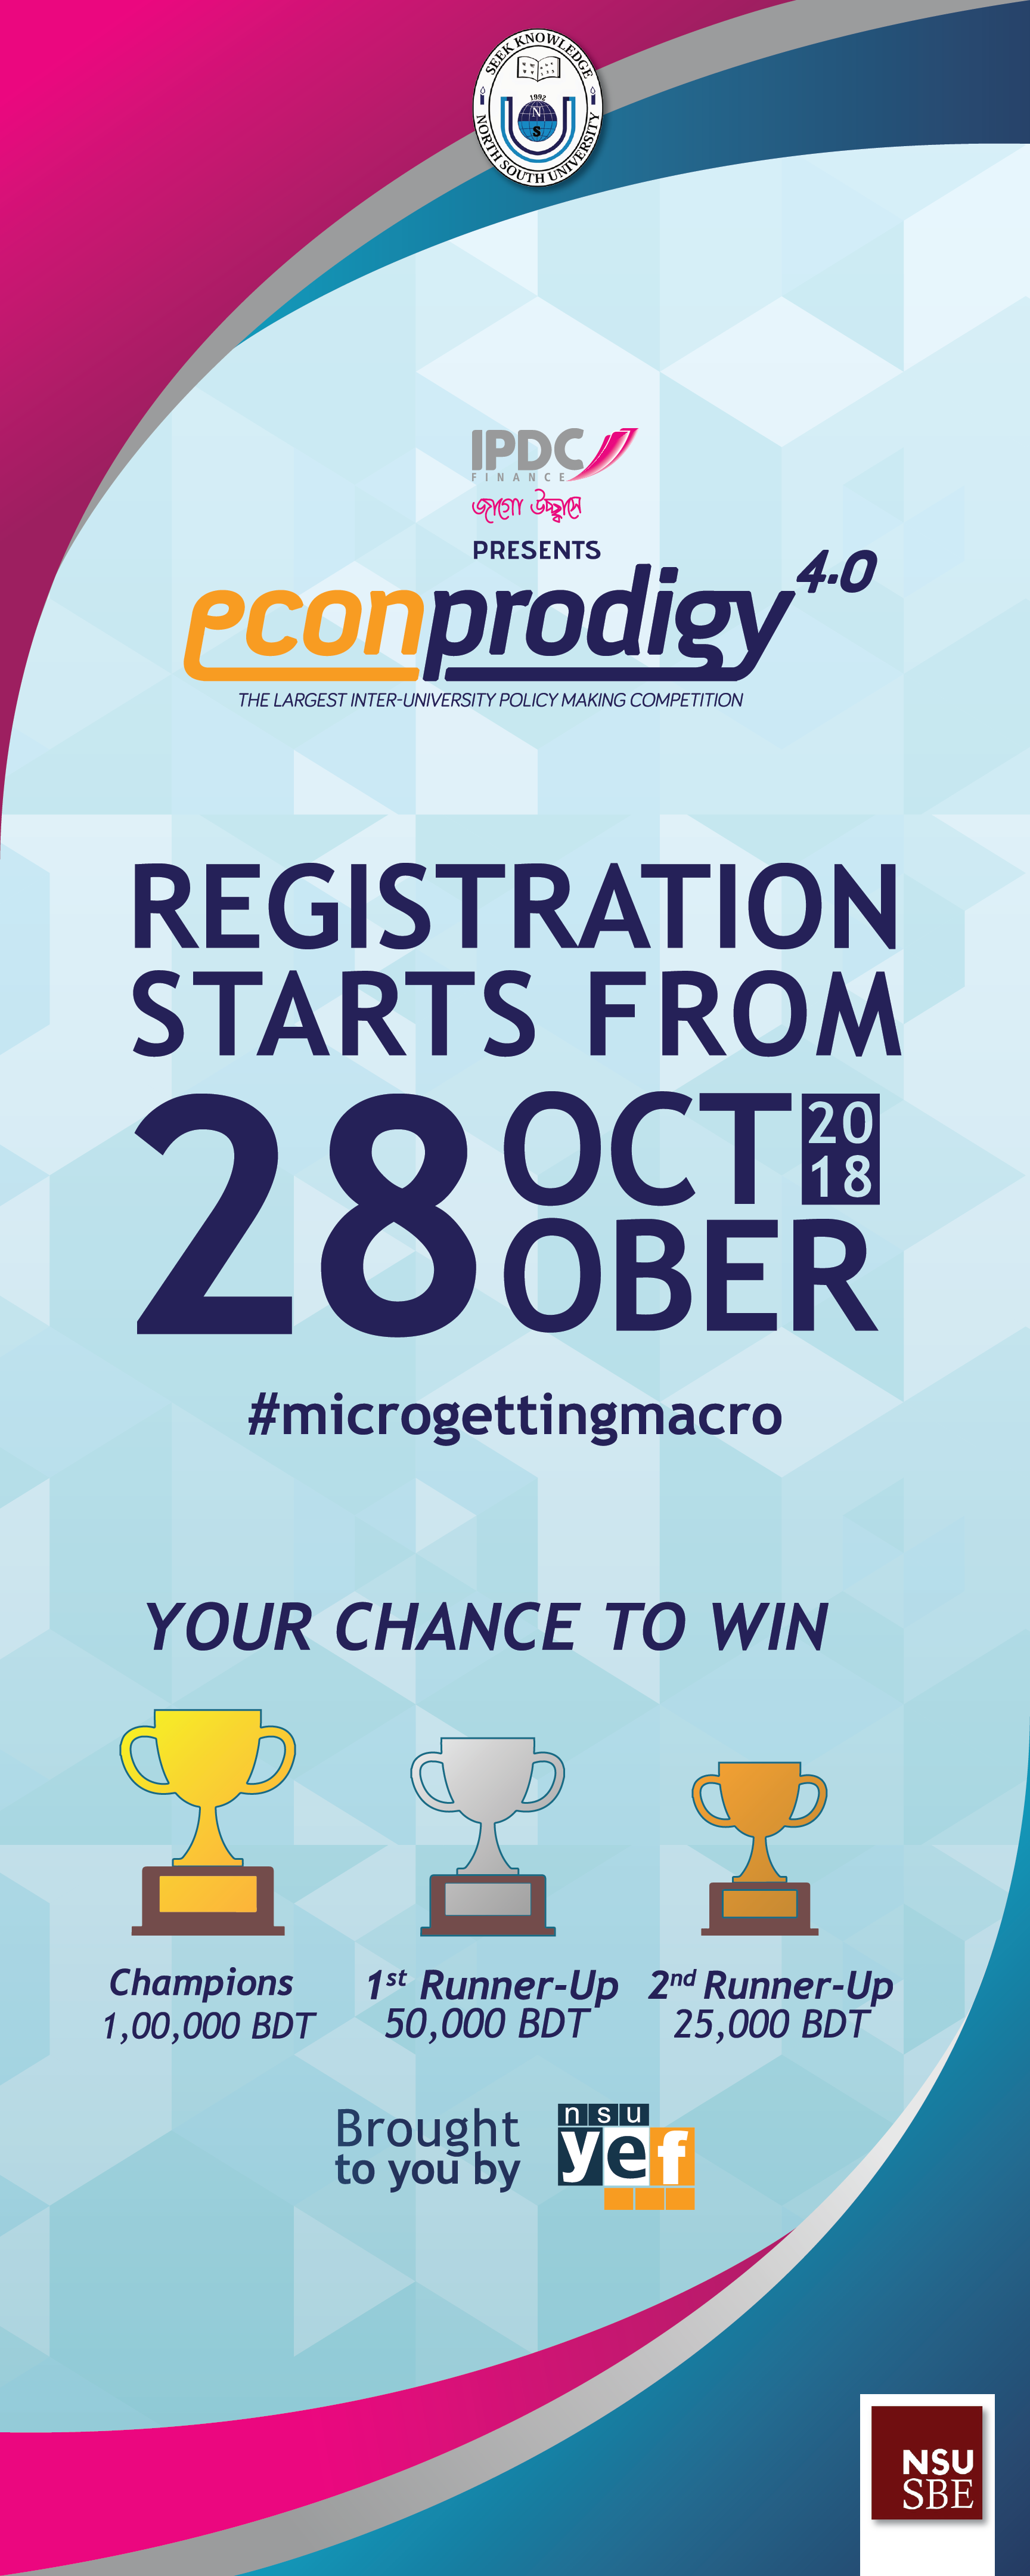 SEEK KNOWLEDGE
1992
N
S
NORTH SOUTH UNIVERSITY
IPDC
FINANCE
জাগো উচ্ছ্বাসে
PRESENTS
econprodigy 4.0
THE LARGEST INTER-UNIVERSITY POLICY MAKING COMPETITION
REGISTRATION
STARTS FROM
28 OCT 20
18
OBER
#microgettingmacro
YOUR CHANCE TO WIN
Champions
1,00,000 BDT
1st Runner-Up
50,000 BDT
2nd Runner-Up
25,000 BDT
Brought
to you by
nsu
yef
NSU
SBE